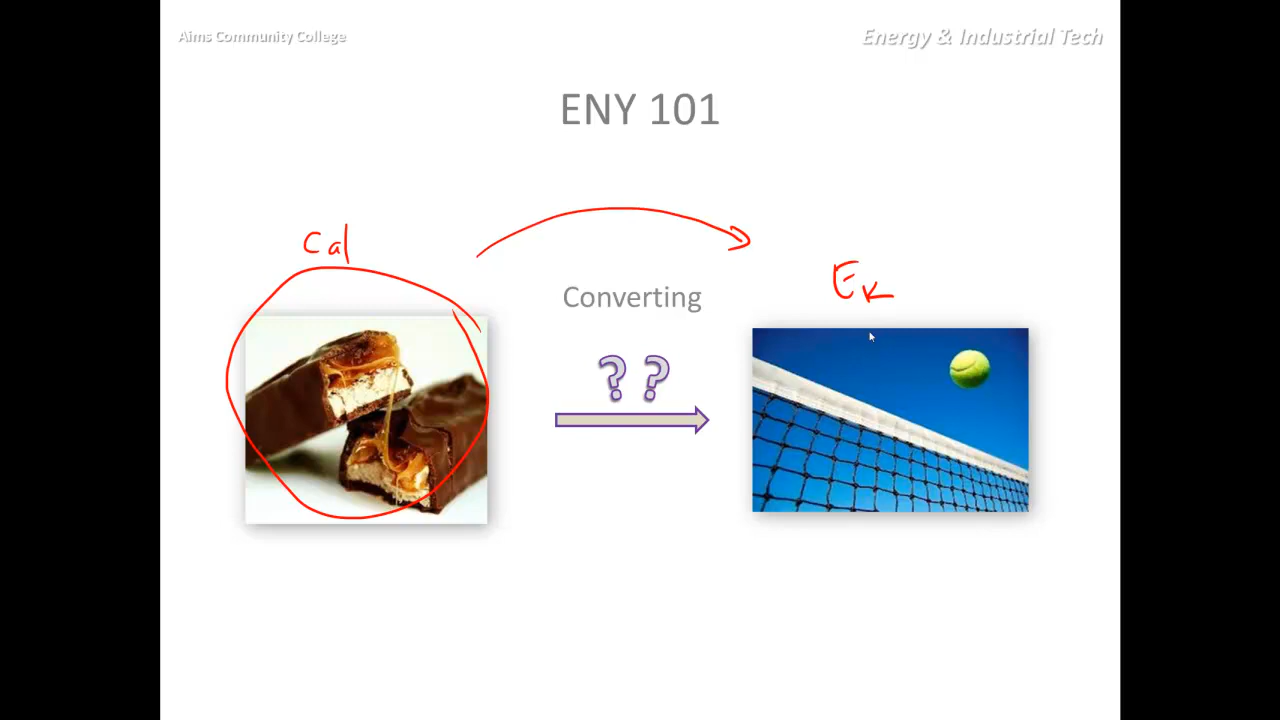 Aims Community College
Energy & Industrial Tech
ENY 101
Cal
Converting
EK
? ?